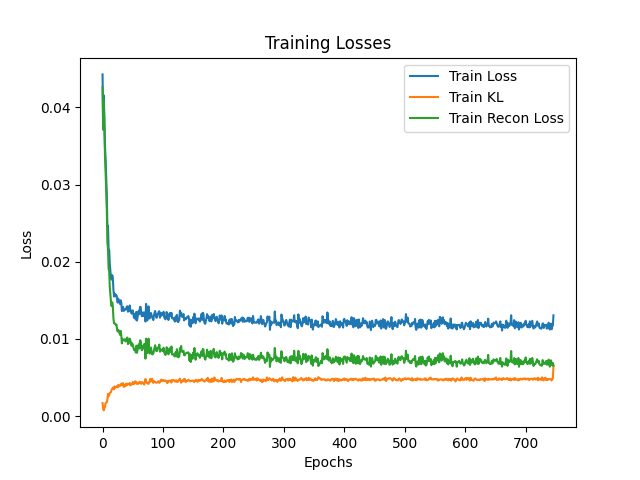 Training Losses
Train Loss
Train KL
Train Recon Loss
0.04
0.03
0.02
0.01
0.00
Loss
0 100 200 300 400 500 600 700
Epochs